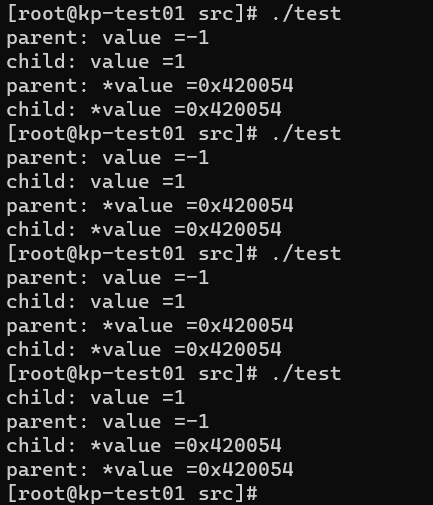 [root@kp-test01 src]# ./test
parent: value =-1
child: value =1
parent: *value =0x420054
child: *value =0x420054
[root@kp-test01 src]# ./test
parent: value =-1
child: value =1
parent: *value =0x420054
child: *value =0x420054
[root@kp-test01 src]# ./test
parent: value =-1
child: value =1
parent: *value =0x420054
child: *value =0x420054
[root@kp-test01 src]# ./test
child: value =1
parent: value =-1
child: *value =0x420054
parent: *value =0x420054
[root@kp-test01 src]#